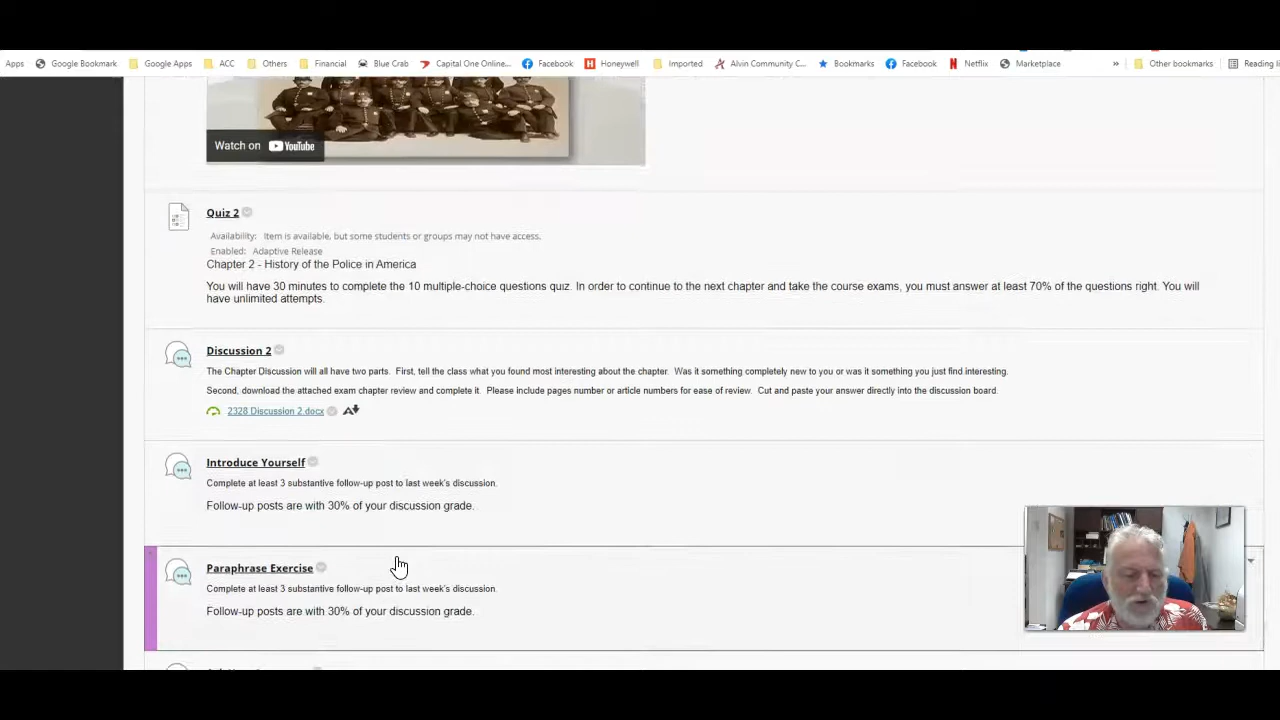 Apps Google Bookmark Google Apps ACC Others Financial Blue Crab Capital One Online... Facebook Honeywell Imported Alvin Community C... Bookmarks Facebook Netflix Marketplace » Other bookmarks Reading li
Watch on YouTube
Quiz 2
Availability: Item is available, but some students or groups may not have access.
Enabled: Adaptive Release
Chapter 2 - History of the Police in America
You will have 30 minutes to complete the 10 multiple-choice questions quiz. In order to continue to the next chapter and take the course exams, you must answer at least 70% of the questions right. You will
have unlimited attempts.
Discussion 2
The Chapter Discussion will all have two parts. First, tell the class what you found most interesting about the chapter. Was it something completely new to you or was it something you just find interesting.
Second, download the attached exam chapter review and complete it. Please include pages number or article numbers for ease of review. Cut and paste your answer directly into the discussion board.
2328 Discussion 2.docx
Introduce Yourself
Complete at least 3 substantive follow-up post to last week's discussion.
Follow-up posts are with 30% of your discussion grade.
Paraphrase Exercise
Complete at least 3 substantive follow-up post to last week's discussion.
Follow-up posts are with 30% of your discussion grade.